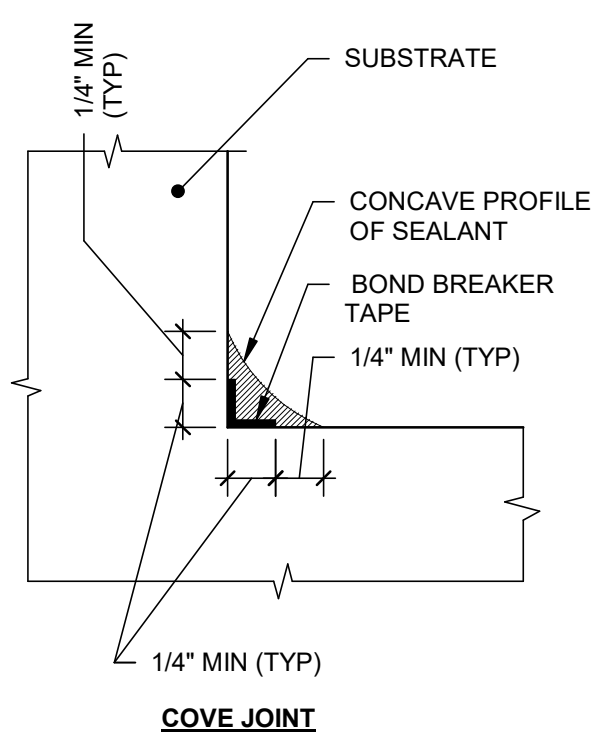 1/4" MIN
(TYP)
SUBSTRATE
CONCAVE PROFILE
OF SEALANT
BOND BREAKER
TAPE
1/4" MIN (TYP)
1/4" MIN (TYP)
COVE JOINT